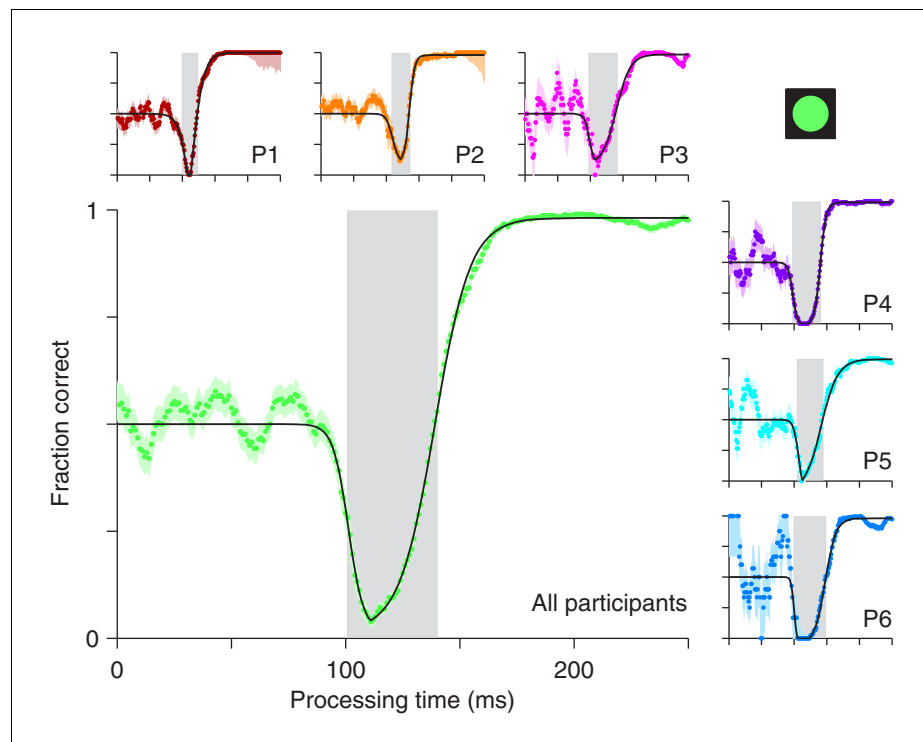 P1
P2
P3
P4
P5
P6
1
Fraction correct
0
All participants
0
100
200
Processing time (ms)